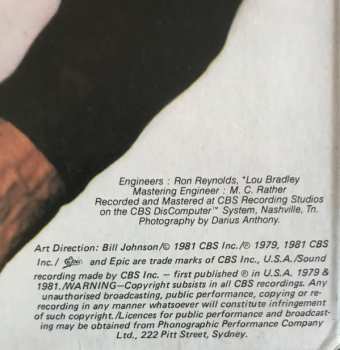 Engineers : Ron Reynolds, *Lou Bradley
Mastering Engineer : M. C. Rather
Recorded and Mastered at CBS Recording Studios
on the CBS DisComputer™ System, Nashville, Tn.
Photography by Darius Anthony.
Art Direction: Bill Johnson/© 1981 CBS Inc./℗ 1979, 1981 CBS
Inc./ Epic and Epic are trade marks of CBS Inc., U.S.A./Sound
recording made by CBS Inc. — first published ℗ in U.S.A. 1979 &
1981./WARNING—Copyright subsists in all CBS recordings. Any
unauthorised broadcasting, public performance, copying or re-
recording in any manner whatsoever will constitute infringement
of such copyright./Licences for public performance and broadcast-
ing may be obtained from Phonographic Performance Company
Ltd., 222 Pitt Street, Sydney.